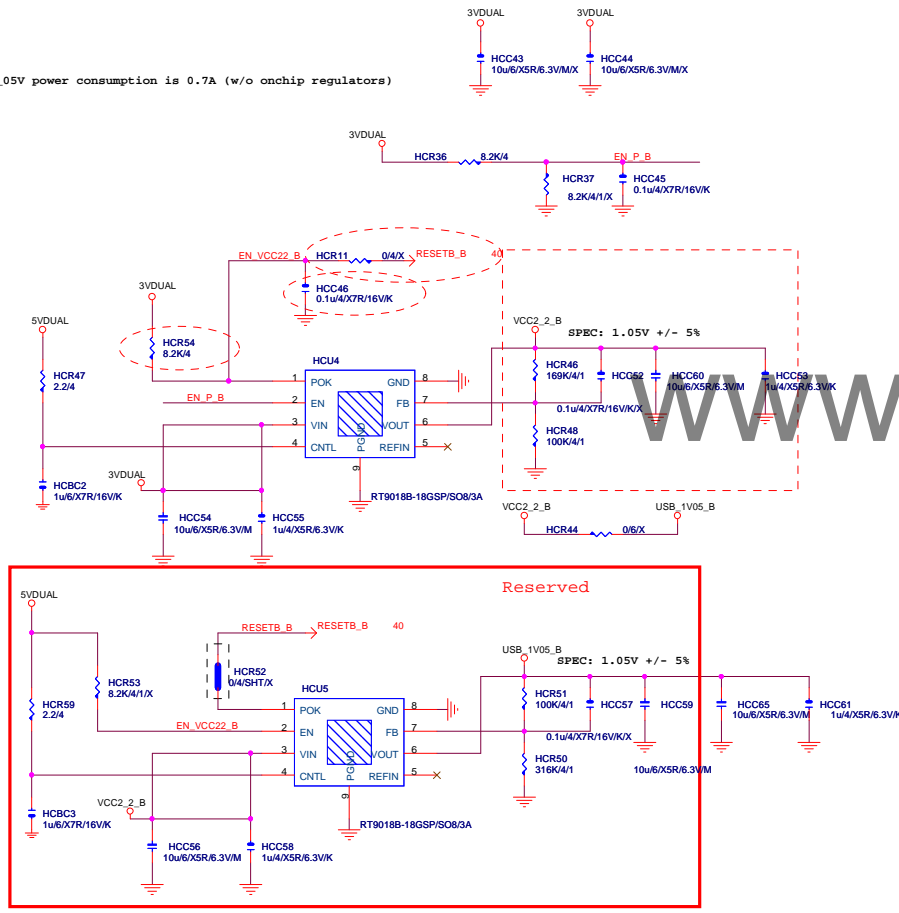 3VDUAL
3VDUAL
HCC43
10u/6/X5R/6.3V/M/X
HCC44
10u/6/X5R/6.3V/M/X
_05V power consumption is 0.7A (w/o onchip regulators)
3VDUAL
HCR36
8.2K/4
EN_P_B
HCR37
8.2K/4/1/X
HCC45
0.1u/4/X7R/16V/K
EN_VCC22_B
HCR11
0/4/X
RESETB_B
40
HCC46
0.1u/4/X7R/16V/K
3VDUAL
HCR54
8.2K/4
5VDUAL
HCR47
2.2/4
EN_P_B
HCBC2
1u/6/X7R/16V/K
HCU4
1
POK
GND
8
2
EN
FB
7
3
VIN
VOUT
6
4
CNTL
REFIN
5
PGND
9
RT9018B-18GSP/SO8/3A
3VDUAL
HCC54
10u/6/X5R/6.3V/M
HCC55
1u/4/X5R/6.3V/K
VCC2_2_B
SPEC: 1.05V +/- 5%
HCR46
169K/4/1
HCC52
0.1u/4/X7R/16V/K/X
HCC60
10u/6/X5R/6.3V/M
HCC53
1u/4/X5R/6.3V/K
HCR48
100K/4/1
www
VCC2_2_B
USB_1V05_B
HCR44
0/6/X
Reserved
5VDUAL
RESETB_B
RESETB_B
40
HCR52
0/4/SHT/X
HCR53
8.2K/4/1/X
HCR59
2.2/4
EN_VCC22_B
HCBC3
1u/6/X7R/16V/K
HCU5
1
POK
GND
8
2
EN
FB
7
3
VIN
VOUT
6
4
CNTL
REFIN
5
PGND
9
RT9018B-18GSP/SO8/3A
VCC2_2_B
HCC56
10u/6/X5R/6.3V/M
HCC58
1u/4/X5R/6.3V/K
USB_1V05_B
SPEC: 1.05V +/- 5%
HCR51
100K/4/1
HCC57
0.1u/4/X7R/16V/K/X
HCC59
10u/6/X5R/6.3V/M
HCC65
10u/6/X5R/6.3V/M
HCC61
1u/4/X5R/6.3V/K
HCR50
316K/4/1